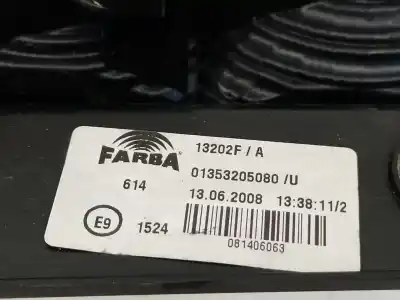 FARBA
13202F / A
01353205080 /U
614
13.06.2008 13:38:11/2
E9 1524
081406063